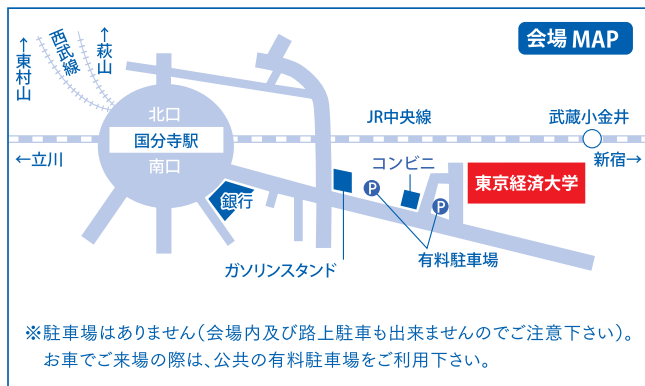 会場 MAP
←東村山
西武線
←萩山
北口
国分寺駅
南口
JR中央線
武蔵小金井
←立川
新宿→
コンビニ
東京経済大学
P
P
銀行
有料駐車場
ガソリンスタンド
※駐車場はありません（会場内及び路上駐車も出来ませんのでご注意下さい）。
お車でご来場の際は、公共の有料駐車場をご利用下さい。